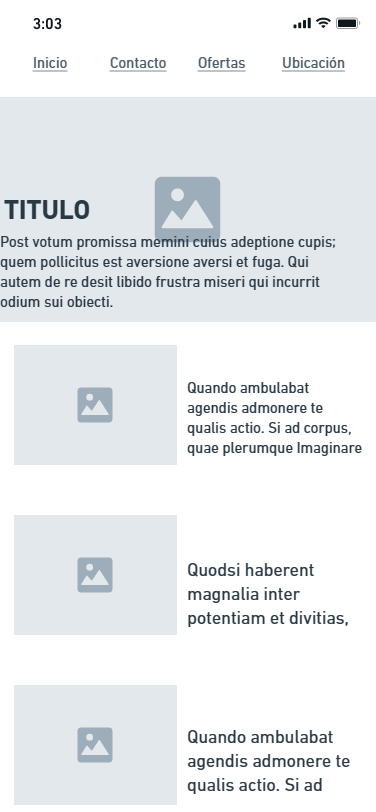 3:03
Inicio Contacto Ofertas Ubicación
TITULO
Post votum promissa memini cuius adeptione cupis;
quem pollicitus est aversione aversi et fuga. Qui
autem de re desit libido frustra miseri qui incurrit
odium sui obiecti.
Quando ambulabat
agendis admonere te
qualis actio. Si ad corpus,
quae plerumque Imaginare
Quodsi haberent
magnalia inter
potentiam et divitias,
Quando ambulabat
agendis admonere te
qualis actio. Si ad